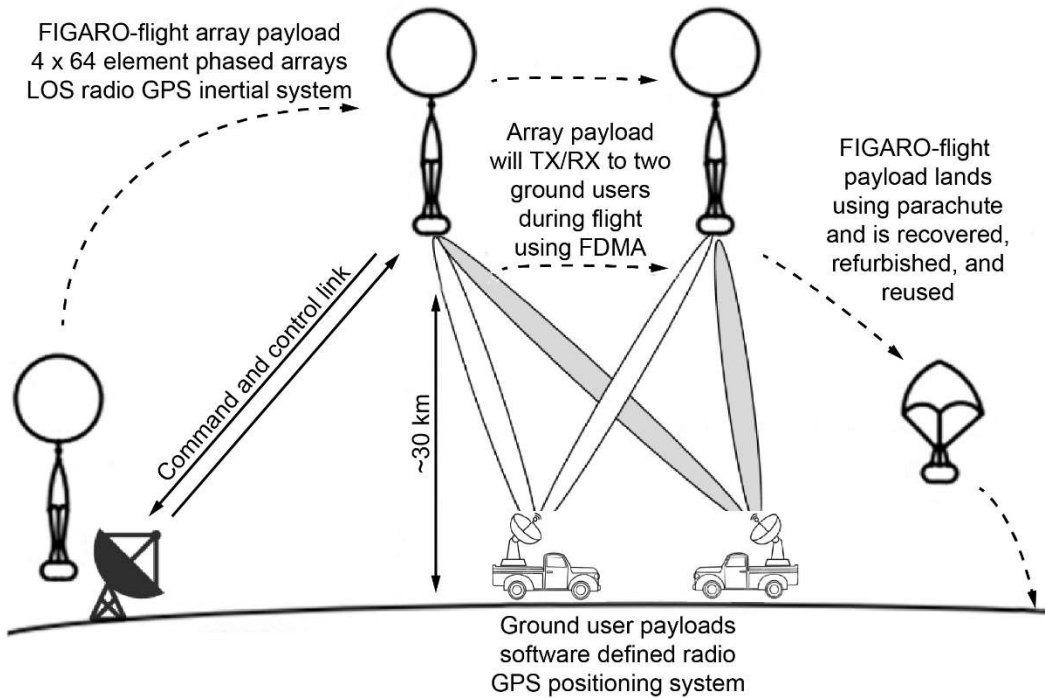 FIGARO-flight array payload
4 x 64 element phased arrays
LOS radio GPS inertial system
Array payload
will TX/RX to two
ground users
during flight
using FDMA
FIGARO-flight
payload lands
using parachute
and is recovered,
refurbished, and
reused
Command and control link
~30 km
Ground user payloads
software defined radio
GPS positioning system